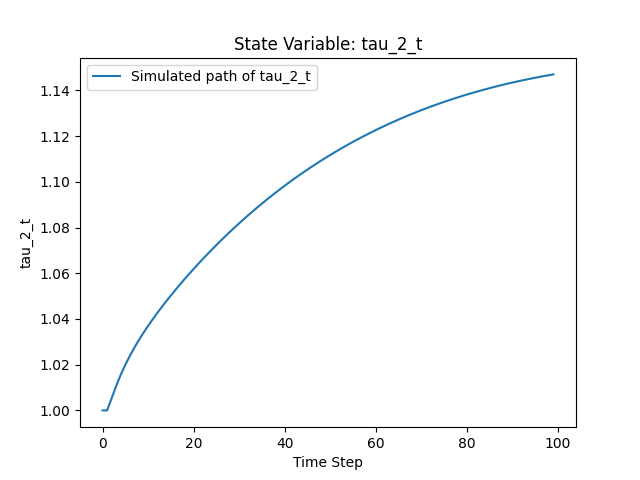 State Variable: tau_2_t
Simulated path of tau_2_t
1.14
1.12
1.10
1.08
1.06
1.04
1.02
1.00
tau_2_t
0 20 40 60 80 100
Time Step